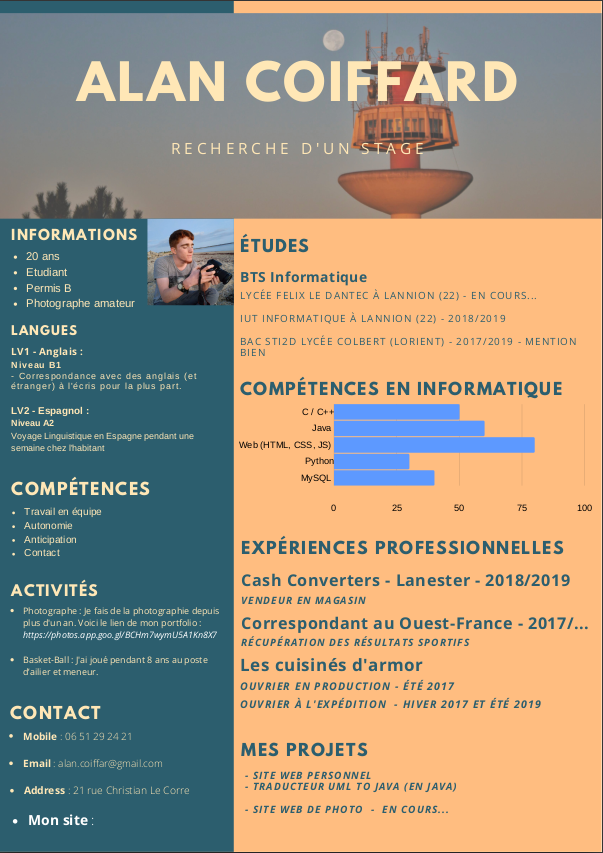 ALAN COIFFARD
RECHERCHE D'UN STAGE
INFORMATIONS
• 20 ans
• Etudiant
• Permis B
• Photographe amateur
LANGUES
LV1 - Anglais :
Niveau B1
- Correspondance avec des anglais (et
étranger) à l'écris pour la plus part.
LV2 - Espagnol :
Niveau A2
Voyage Linguistique en Espagne pendant une
semaine chez l'habitant
COMPÉTENCES
• Travail en équipe
• Autonomie
• Anticipation
• Contact
ACTIVITÉS
• Photographe : Je fais de la photographie depuis
plus d'un an. Voici le lien de mon portfolio :
https://photos.app.goo.gl/BCHm7wymU5A1Kn8X7
• Basket-Ball : J'ai joué pendant 8 ans au poste
d'ailier et meneur.
CONTACT
• Mobile : 06 51 29 24 21
• Email : alan.coiffar@gmail.com
• Address : 21 rue Christian Le Corre
• Mon site :
ÉTUDES
BTS Informatique
LYCÉE FELIX LE DANTEC À LANNION (22) - EN COURS...
IUT INFORMATIQUE À LANNION (22) - 2018/2019
BAC STI2D LYCÈE COLBERT (LORIENT) - 2017/2019 - MENTION
BIEN
COMPÉTENCES EN INFORMATIQUE
C / C++
Java
Web (HTML, CSS, JS)
Python
MySQL
0 25 50 75 100
EXPÉRIENCES PROFESSIONNELLES
Cash Converters - Lanester - 2018/2019
VENDEUR EN MAGASIN
Correspondant au Ouest-France - 2017/...
RÉCUPÉRATION DES RÉSULTATS SPORTIFS
Les cuisinés d'armor
OUVRIER EN PRODUCTION - ÉTÉ 2017
OUVRIER À L'EXPÉDITION - HIVER 2017 ET ÉTÉ 2019
MES PROJETS
- SITE WEB PERSONNEL
- TRADUCTEUR UML TO JAVA (EN JAVA)
- SITE WEB DE PHOTO - EN COURS...